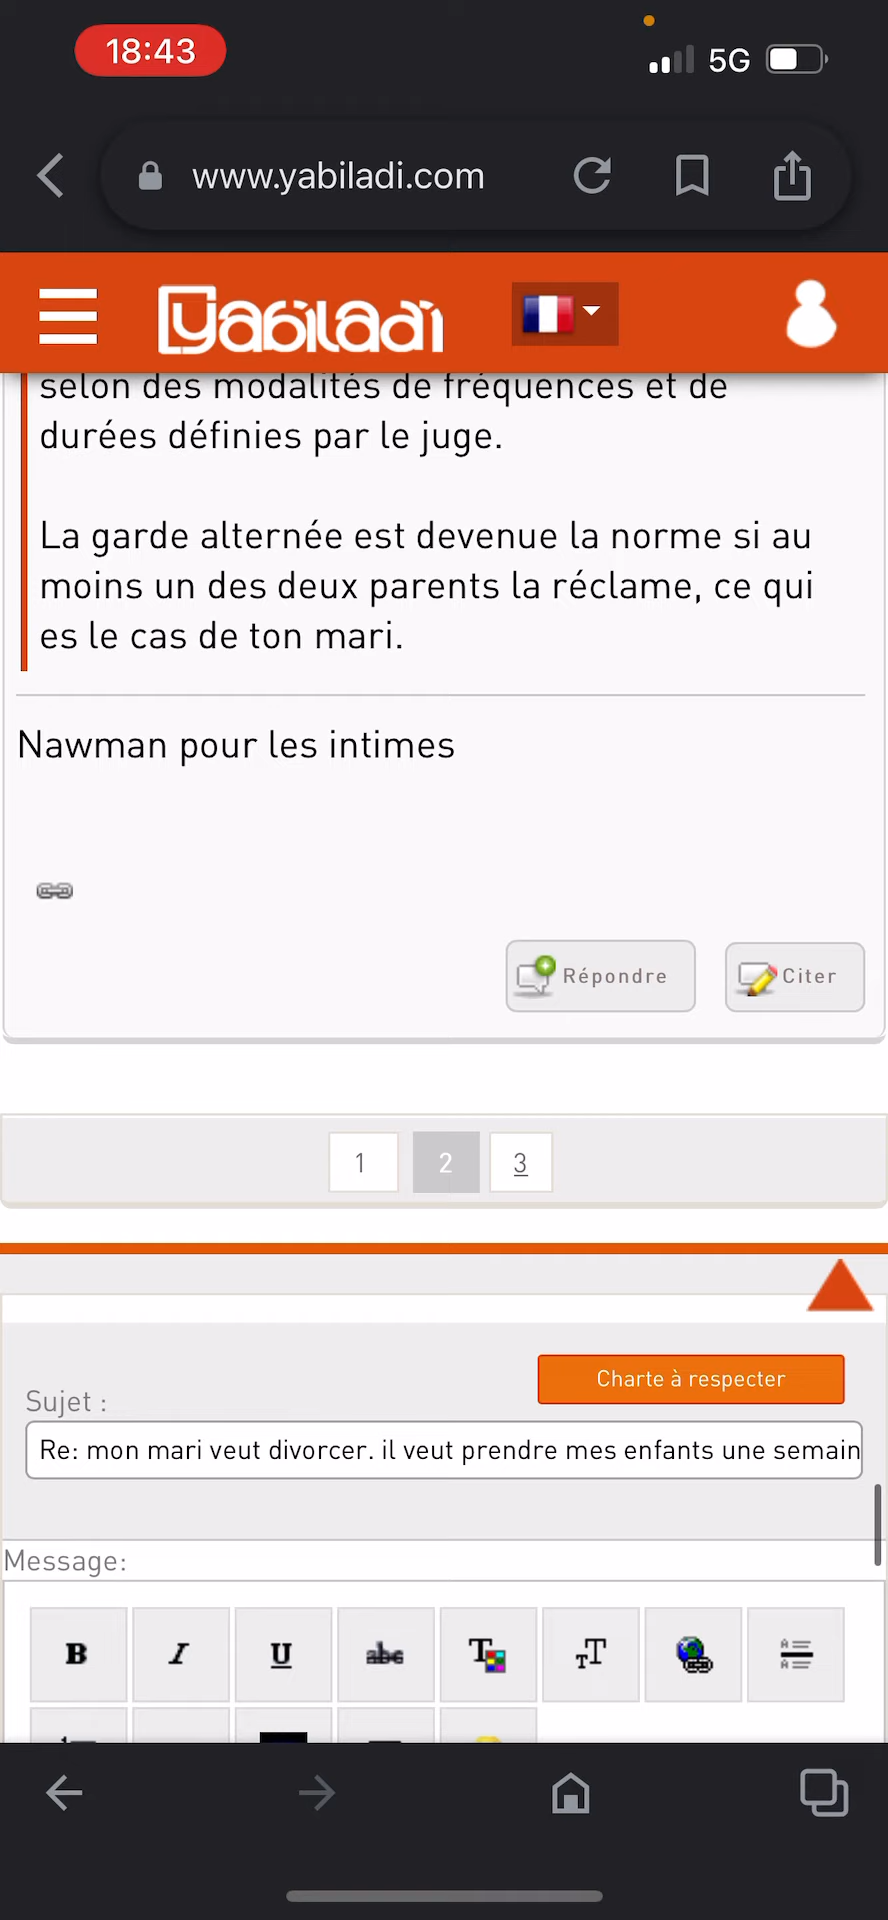 18:43
5G
www.yabiladi.com
yabiladi
selon des modalités de fréquences et de
durées définies par le juge.
La garde alternée est devenue la norme si au
moins un des deux parents la réclame, ce qui
es le cas de ton mari.
Nawman pour les intimes
Répondre
Citer
1 2 3
Charte à respecter
Sujet :
Re: mon mari veut divorcer. il veut prendre mes enfants une semain
Message:
B I U abc T TT